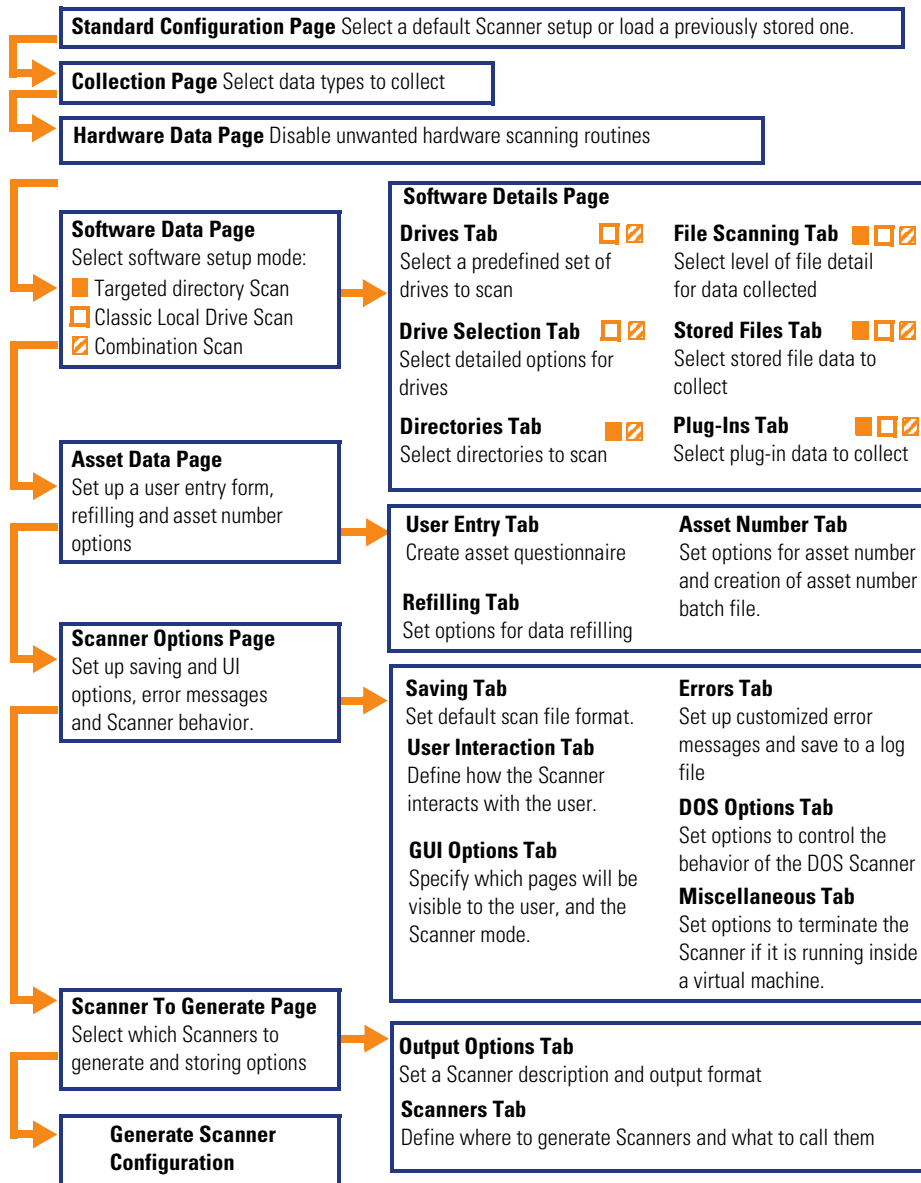 Standard Configuration Page Select a default Scanner setup or load a previously stored one.
Collection Page Select data types to collect
Hardware Data Page Disable unwanted hardware scanning routines
Software Data Page
Select software setup mode:
Targeted directory Scan
Classic Local Drive Scan
Combination Scan
Software Details Page
Drives Tab
Select a predefined set of
drives to scan
Drive Selection Tab
Select detailed options for
drives
Directories Tab
Select directories to scan
File Scanning Tab
Select level of file detail
for data collected
Stored Files Tab
Select stored file data to
collect
Plug-Ins Tab
Select plug-in data to collect
Asset Data Page
Set up a user entry form,
refilling and asset number
options
User Entry Tab
Create asset questionnaire
Refilling Tab
Set options for data refilling
Asset Number Tab
Set options for asset number
and creation of asset number
batch file.
Scanner Options Page
Set up saving and UI
options, error messages
and Scanner behavior.
Saving Tab
Set default scan file format.
User Interaction Tab
Define how the Scanner
interacts with the user.
GUI Options Tab
Specify which pages will be
visible to the user, and the
Scanner mode.
Errors Tab
Set up customized error
messages and save to a log
file
DOS Options Tab
Set options to control the
behavior of the DOS Scanner
Miscellaneous Tab
Set options to terminate the
Scanner if it is running inside
a virtual machine.
Scanner To Generate Page
Select which Scanners to
generate and storing options
Output Options Tab
Set a Scanner description and output format
Scanners Tab
Define where to generate Scanners and what to call them
Generate Scanner
Configuration